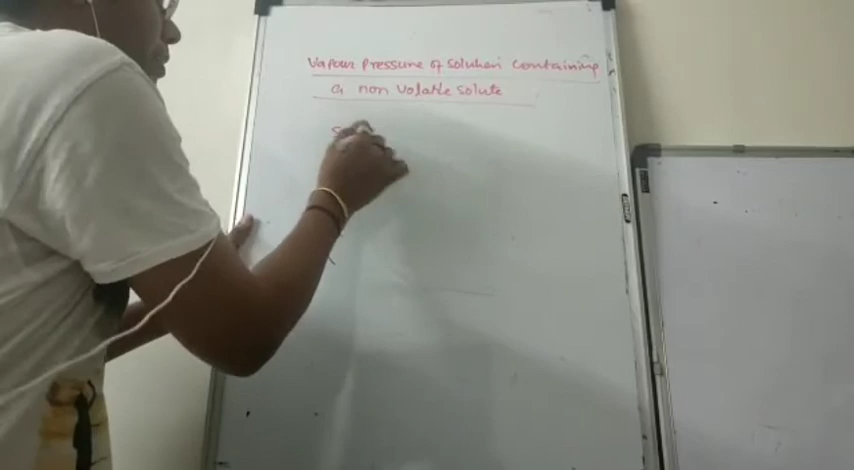 Vapour Pressure of Solution Containing
a non Volatile Solute
S